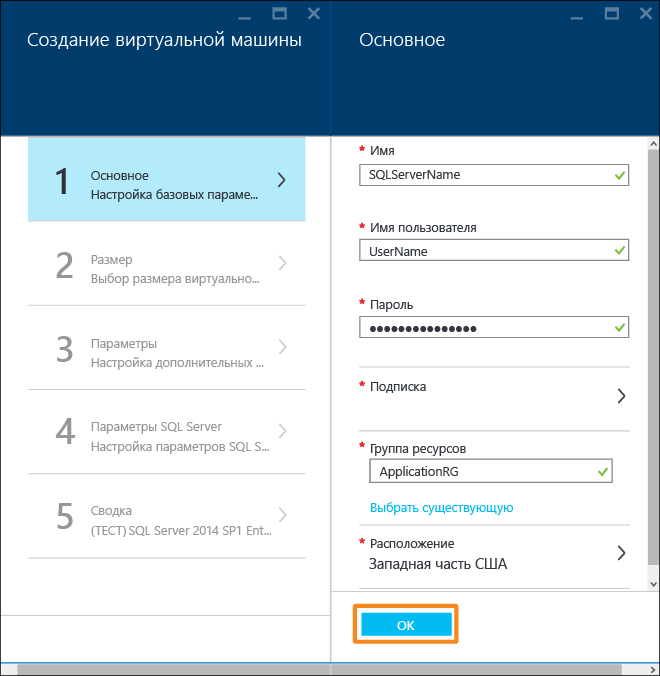 Создание виртуальной машины
1
Основное
Настройка базовых параме...
2
Размер
Выбор размера виртуально...
3
Параметры
Настройка дополнительных ...
4
Параметры SQL Server
Настройка параметров SQL S...
5
Сводка
(ТЕСТ) SQL Server 2014 SP1 Ent...
Основное
* Имя
SQLServerName
* Имя пользователя
UserName
* Пароль
●●●●●●●●●●●●●●●
* Подписка
* Группа ресурсов
ApplicationRG
Выбрать существующую
* Расположение
Западная часть США
ОК